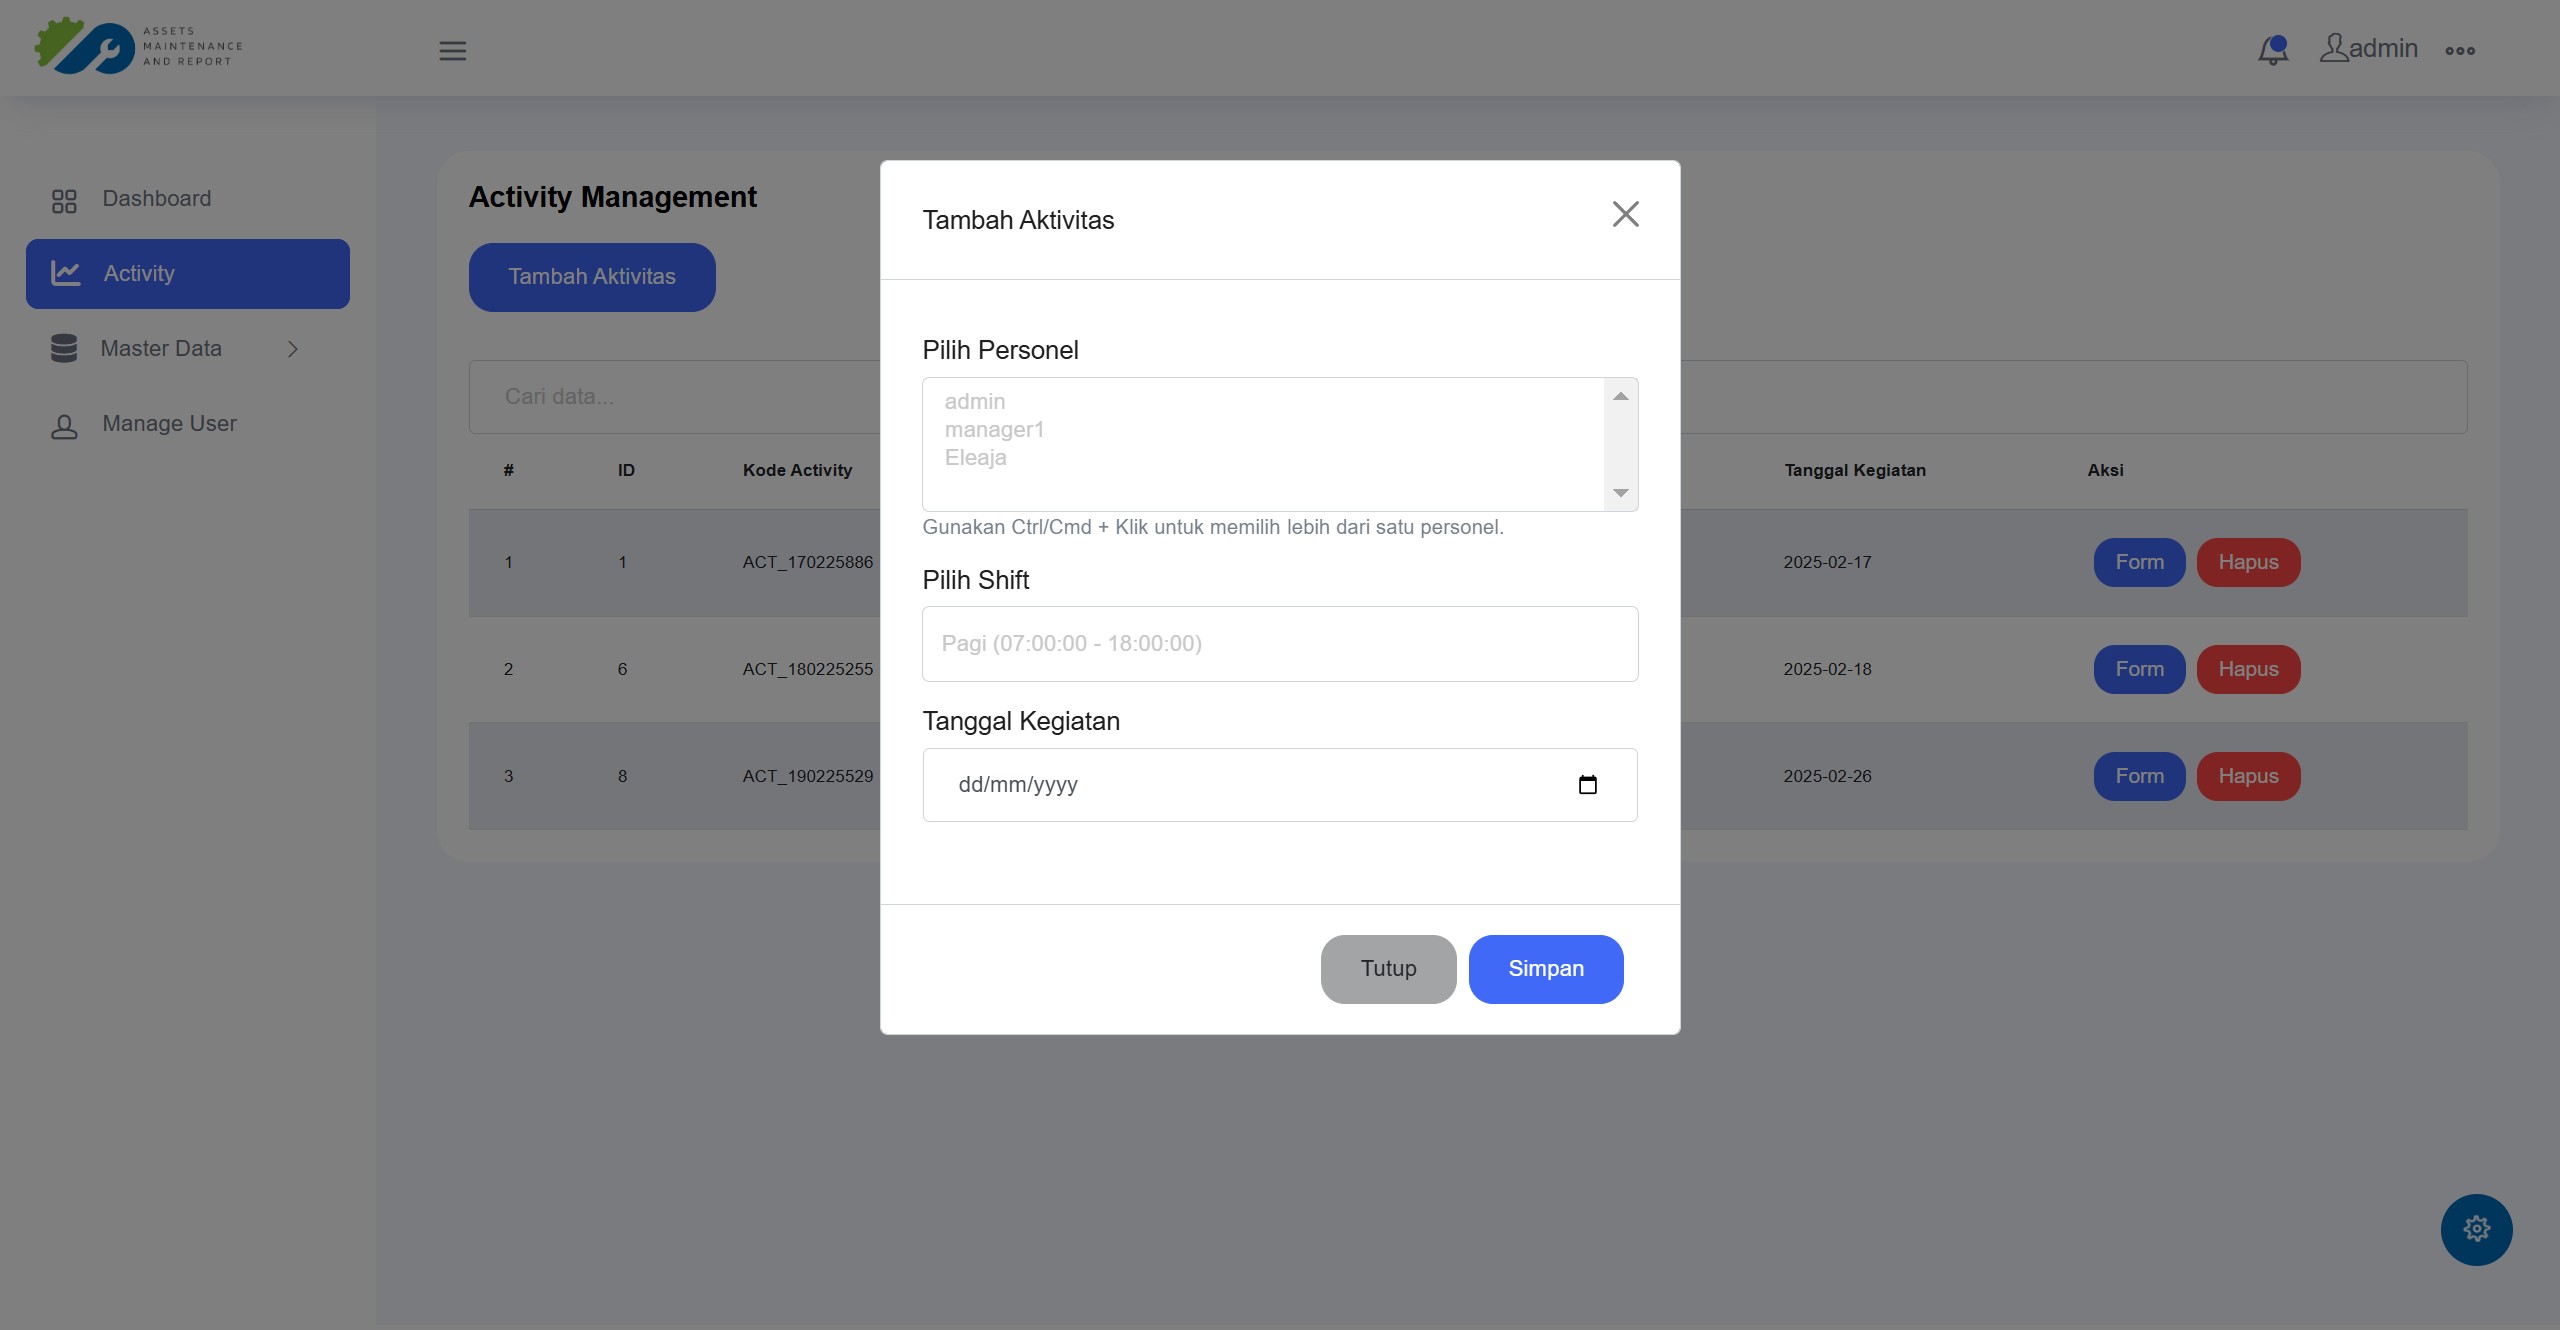 ASSETS
MAINTENANCE
AND REPORT
admin
Dashboard
Activity
Master Data
Manage User
Activity Management
Tambah Aktivitas
Cari data...
# ID Kode Activity Tanggal Kegiatan Aksi
1 1 ACT_170225886 2025-02-17 Form Hapus
2 6 ACT_180225255 2025-02-18 Form Hapus
3 8 ACT_190225529 2025-02-26 Form Hapus
Tambah Aktivitas
Pilih Personel
admin
manager1
Eleaja
Gunakan Ctrl/Cmd + Klik untuk memilih lebih dari satu personel.
Pilih Shift
Pagi (07:00:00 - 18:00:00)
Tanggal Kegiatan
dd/mm/yyyy
Tutup Simpan